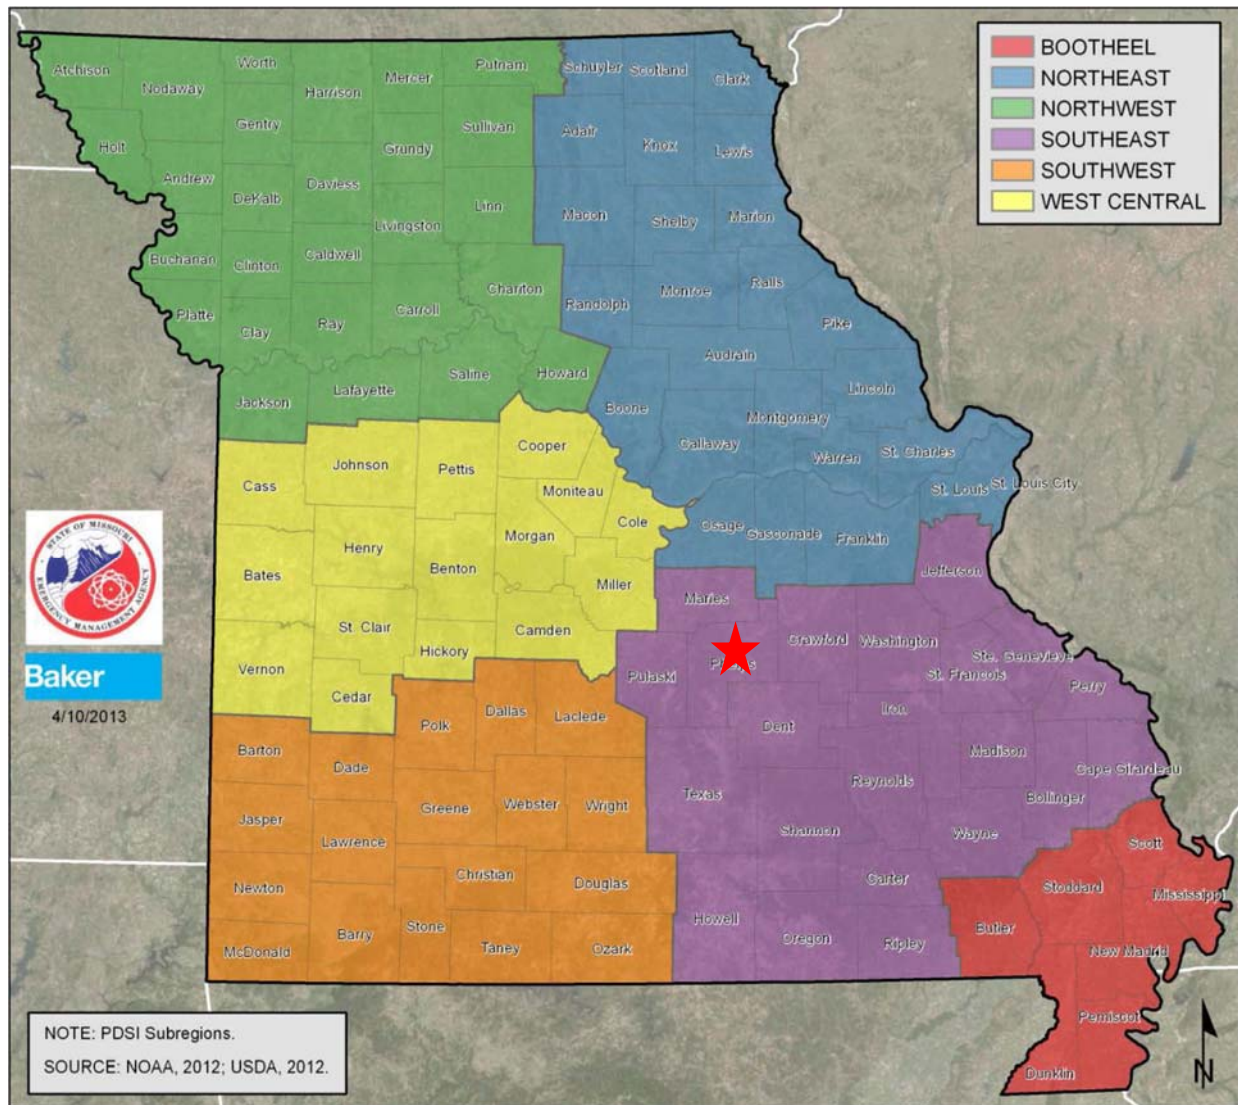 BOOTHEEL
NORTHEAST
NORTHWEST
SOUTHEAST
SOUTHWEST
WEST CENTRAL
Atchison
Nodaway
Worth
Harrison
Mercer
Putnam
Schuyler
Scotland
Clark
Gentry
Sullivan
Adair
Holt
Grundy
Knox
Lewis
Andrew
DeKalb
Daviess
Linn
Livingston
Macon
Shelby
Marion
Buchanan
Clinton
Caldwell
Chariton
Randolph
Monroe
Ralls
Platte
Clay
Ray
Carroll
Pike
Audrain
Jackson
Lafayette
Saline
Howard
Boone
Lincoln
Montgomery
Callaway
Warren
St. Charles
Cooper
Johnson
Pettis
Cass
Moniteau
St. Louis
St. Louis City
Cole
Osage
Gasconade
Franklin
Henry
Morgan
Bates
Benton
Miller
Jefferson
Maries
St. Clair
Camden
Hickory
Crawford
Washington
Ste. Genevieve
St. Francois
Vernon
Cedar
Pulaski
Perry
Polk
Dallas
Laclede
Dent
Iron
Barton
Dade
Madison
Cape Girardeau
Texas
Reynolds
Bollinger
Jasper
Greene
Webster
Wright
Shannon
Wayne
Lawrence
Scott
Newton
Christian
Douglas
Carter
Stoddard
Mississippi
McDonald
Barry
Stone
Taney
Ozark
Howell
Oregon
Ripley
Butler
New Madrid
Pemiscot
Dunklin
STATE OF MISSOURI
EMERGENCY MANAGEMENT AGENCY
Baker
4/10/2013
NOTE: PDSI Subregions.
SOURCE: NOAA, 2012; USDA, 2012.
N